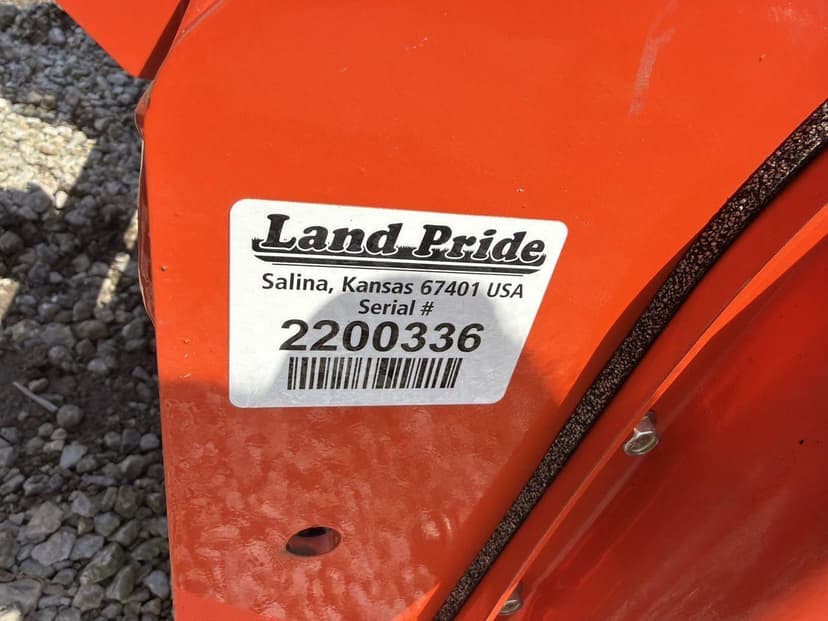 Land Pride
Salina, Kansas 67401 USA
Serial #
2200336